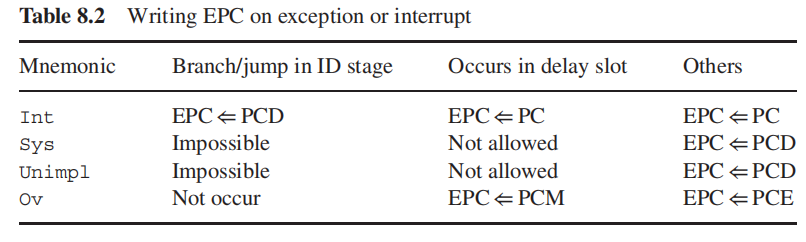 Table 8.2 Writing EPC on exception or interrupt
Mnemonic Branch/jump in ID stage Occurs in delay slot Others
Int EPC ⇐ PCD EPC ⇐ PC EPC ⇐ PC
Sys Impossible Not allowed EPC ⇐ PCD
Unimpl Impossible Not allowed EPC ⇐ PCD
Ov Not occur EPC ⇐ PCM EPC ⇐ PCE